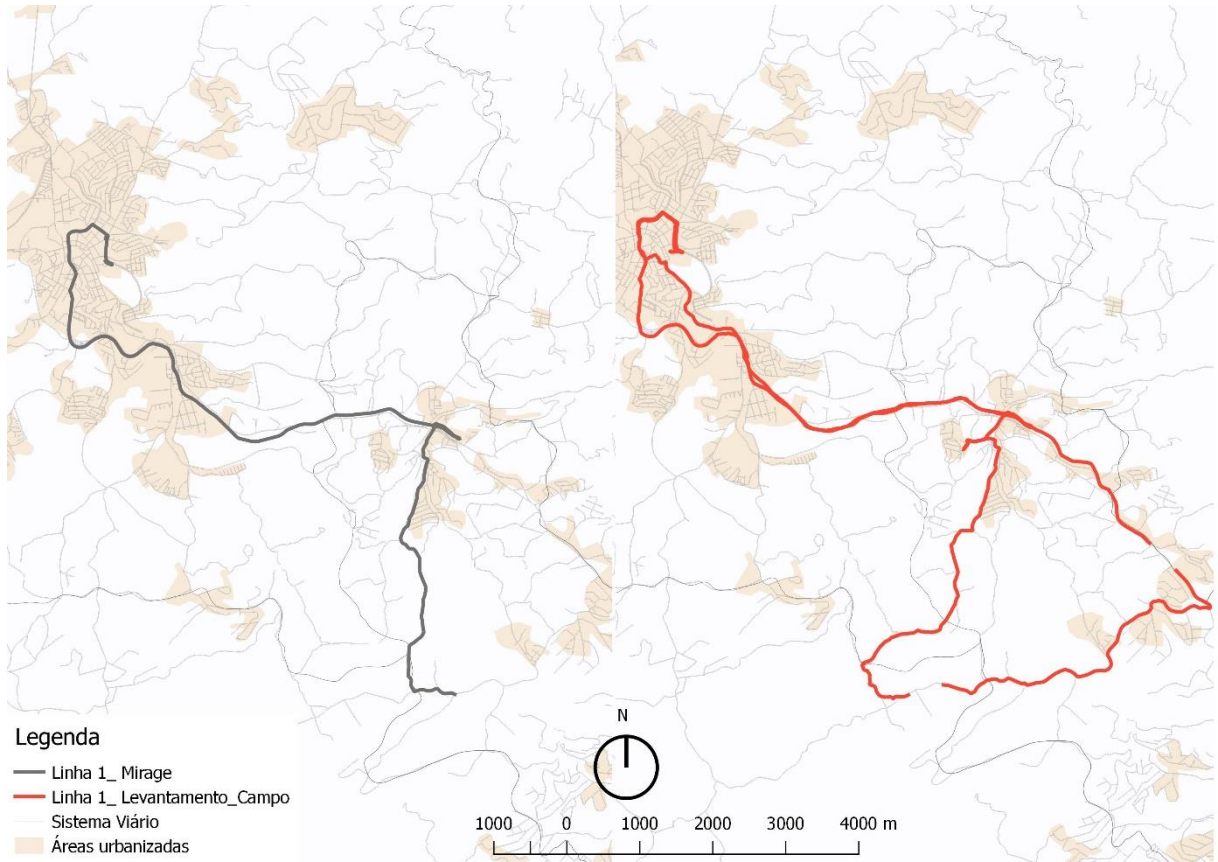 Legenda
Linha 1_ Mirage
Linha 1_ Levantamento_Campo
Sistema Viário
Áreas urbanizadas
N
1000 0 1000 2000 3000 4000 m